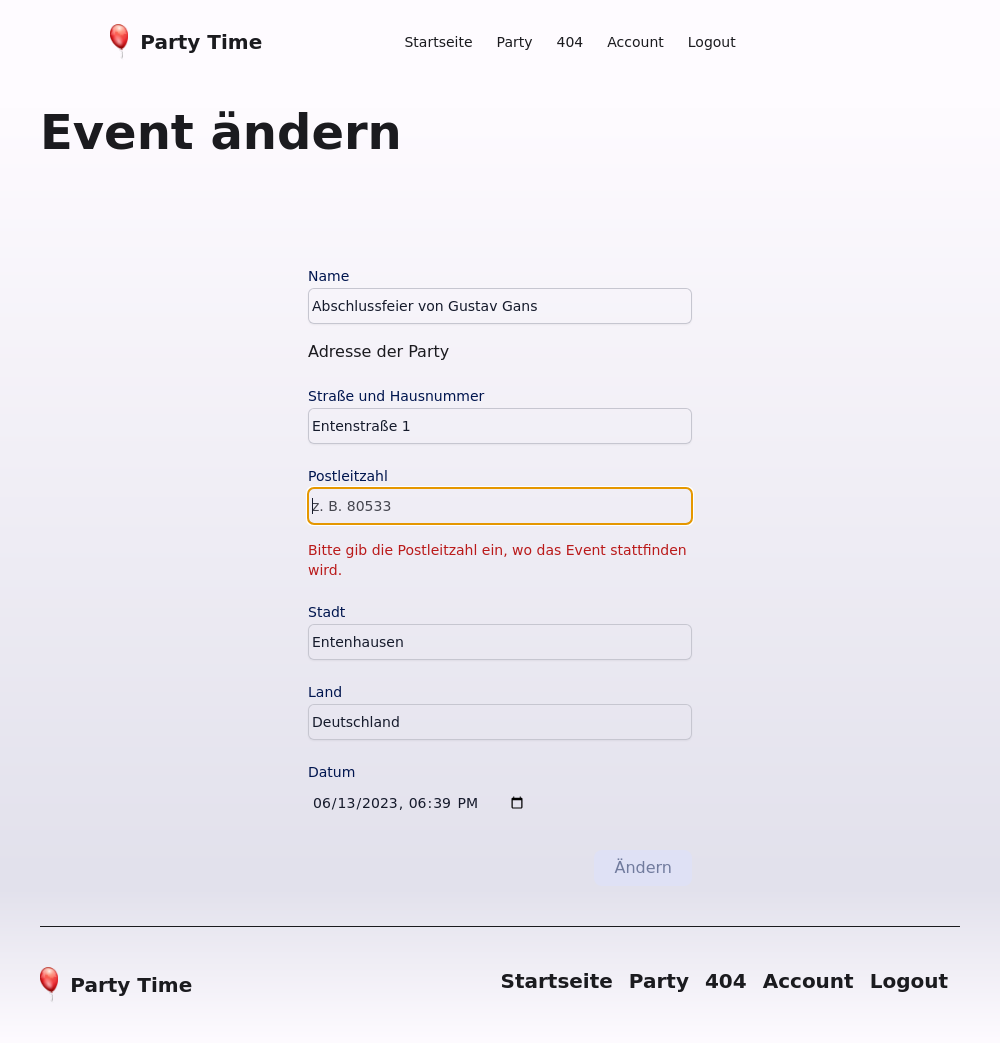 Party Time
Startseite Party 404 Account Logout
Event ändern
Name
Abschlussfeier von Gustav Gans
Adresse der Party
Straße und Hausnummer
Entenstraße 1
Postleitzahl
z. B. 80533
Bitte gib die Postleitzahl ein, wo das Event stattfinden
wird.
Stadt
Entenhausen
Land
Deutschland
Datum
06/13/2023, 06:39 PM
Ändern
Party Time
Startseite Party 404 Account Logout